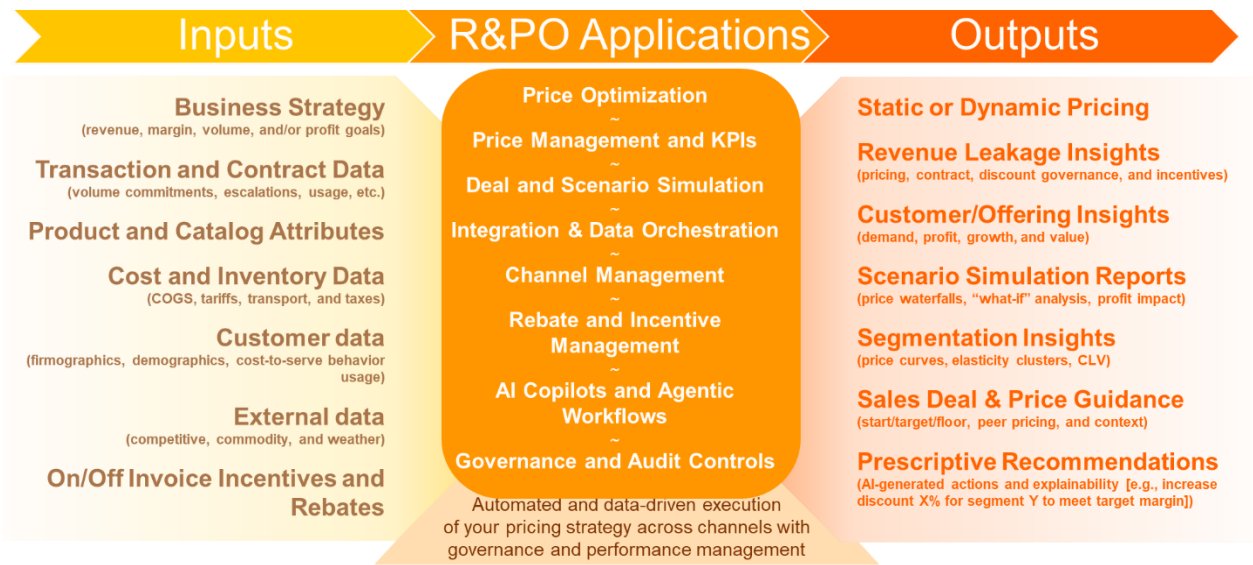 Inputs
R&PO Applications
Outputs
Business Strategy
(revenue, margin, volume, and/or profit goals)
Transaction and Contract Data
(volume commitments, escalations, usage, etc.)
Product and Catalog Attributes
Cost and Inventory Data
(COGS, tariffs, transport, and taxes)
Customer data
(firmographics, demographics, cost-to-serve behavior
usage)
External data
(competitive, commodity, and weather)
On/Off Invoice Incentives and
Rebates
Price Optimization
~
Price Management and KPIs
~
Deal and Scenario Simulation
~
Integration & Data Orchestration
~
Channel Management
~
Rebate and Incentive
Management
~
AI Copilots and Agentic
Workflows
~
Governance and Audit Controls
Automated and data-driven execution
of your pricing strategy across channels with
governance and performance management
Static or Dynamic Pricing
Revenue Leakage Insights
(pricing, contract, discount governance, and incentives)
Customer/Offering Insights
(demand, profit, growth, and value)
Scenario Simulation Reports
(price waterfalls, “what-if” analysis, profit impact)
Segmentation Insights
(price curves, elasticity clusters, CLV)
Sales Deal & Price Guidance
(start/target/floor, peer pricing, and context)
Prescriptive Recommendations
(AI-generated actions and explainability [e.g., increase
discount X% for segment Y to meet target margin])